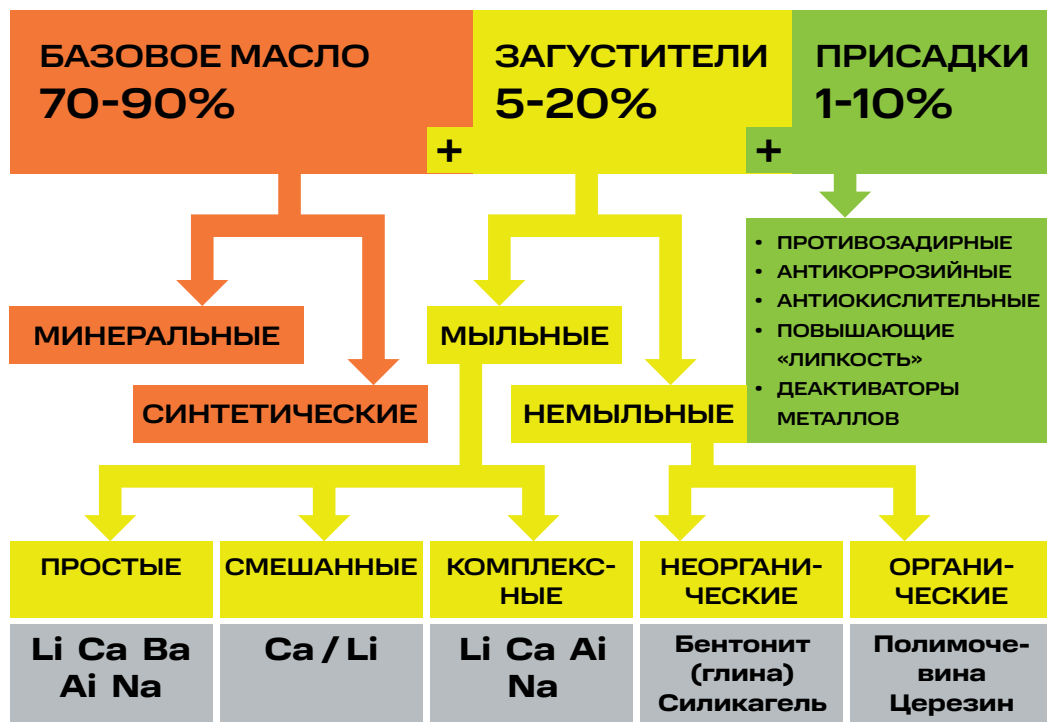 БАЗОВОЕ МАСЛО
70-90%
+
ЗАГУСТИТЕЛИ
5-20%
+
ПРИСАДКИ
1-10%
• ПРОТИВОЗАДИРНЫЕ
• АНТИКОРРОЗИЙНЫЕ
• АНТИОКИСЛИТЕЛЬНЫЕ
• ПОВЫШАЮЩИЕ
«ЛИПКОСТЬ»
• ДЕАКТИВАТОРЫ
МЕТАЛЛОВ
МИНЕРАЛЬНЫЕ
СИНТЕТИЧЕСКИЕ
МЫЛЬНЫЕ
НЕМЫЛЬНЫЕ
ПРОСТЫЕ
Li Ca Ba
Ai Na
СМЕШАННЫЕ
Ca / Li
КОМПЛЕКС-
НЫЕ
Li Ca Ai
Na
НЕОРГАНИ-
ЧЕСКИЕ
Бентонит
(глина)
Силикагель
ОРГАНИ-
ЧЕСКИЕ
Полимоче-
вина
Церезин